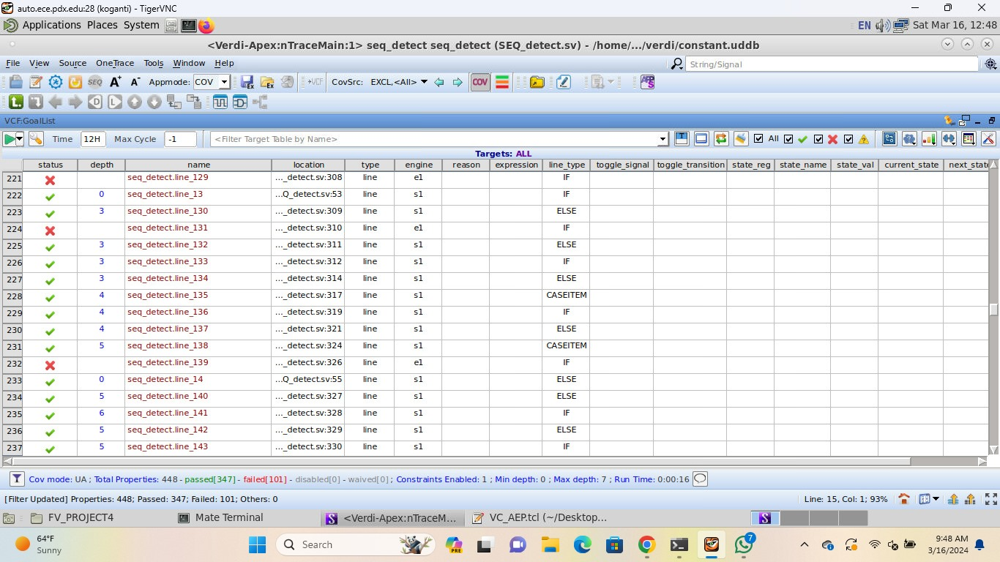 auto.ece.pdx.edu:28 (koganti) - TigerVNC
Applications Places System EN Sat Mar 16, 12:48
<Verdi-Apex:nTraceMain:1> seq_detect seq_detect (SEQ_detect.sv) - /home/.../verdi/constant.uddb
File View Source OneTrace Tools Window Help String/Signal
SEQ A+ A- Ex Ex →VCF Appmode: COV CovSrc: EXCL,<All> COV
VCF:GoalList
Time 12H Max Cycle -1 <Filter Target Table by Name> All
Targets: ALL
status depth name location type engine reason expression line_type toggle_signal toggle_transition state_reg state_name state_val current_state next_state
221 seq_detect.line_129 ..._detect.sv:308 line e1 IF
222 0 seq_detect.line_13 ...Q_detect.sv:53 line s1 IF
223 3 seq_detect.line_130 ..._detect.sv:309 line s1 ELSE
224 seq_detect.line_131 ..._detect.sv:310 line e1 IF
225 3 seq_detect.line_132 ..._detect.sv:311 line s1 ELSE
226 3 seq_detect.line_133 ..._detect.sv:312 line s1 IF
227 3 seq_detect.line_134 ..._detect.sv:314 line s1 ELSE
228 4 seq_detect.line_135 ..._detect.sv:317 line s1 CASEITEM
229 4 seq_detect.line_136 ..._detect.sv:319 line s1 IF
230 4 seq_detect.line_137 ..._detect.sv:321 line s1 ELSE
231 5 seq_detect.line_138 ..._detect.sv:324 line s1 CASEITEM
232 seq_detect.line_139 ..._detect.sv:326 line e1 IF
233 0 seq_detect.line_14 ...Q_detect.sv:55 line s1 ELSE
234 5 seq_detect.line_140 ..._detect.sv:327 line s1 ELSE
235 6 seq_detect.line_141 ..._detect.sv:328 line s1 IF
236 5 seq_detect.line_142 ..._detect.sv:329 line s1 ELSE
237 5 seq_detect.line_143 ..._detect.sv:330 line s1 IF
Cov mode: UA ; Total Properties: 448 - passed[347] - failed[101] - disabled[0] - waived[0] ; Constraints Enabled: 1 ; Min depth: 0 ; Max depth: 7 ; Run Time: 0:00:16
[Filter Updated] Properties: 448; Passed: 347; Failed: 101; Others: 0 Line: 15, Col: 1; 93%
FV_PROJECT4 Mate Terminal <Verdi-Apex:nTraceM... VC_AEP.tcl (~/Desktop...
64°F
Sunny
Search
PRE
7
9:48 AM
3/16/2024